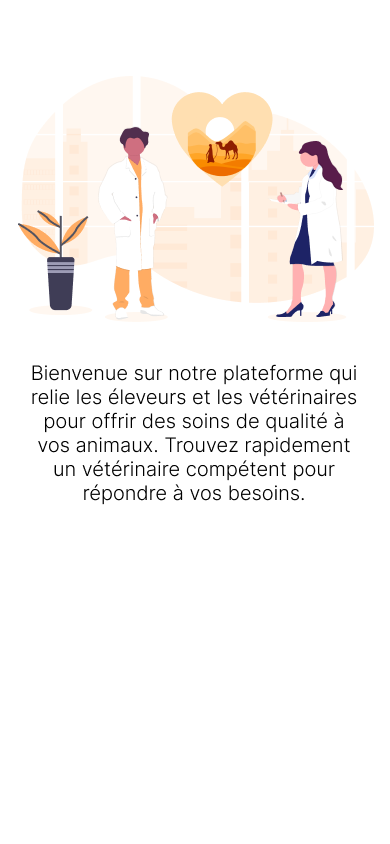 Bienvenue sur notre plateforme qui
relie les éleveurs et les vétérinaires
pour offrir des soins de qualité à
vos animaux. Trouvez rapidement
un vétérinaire compétent pour
répondre à vos besoins.